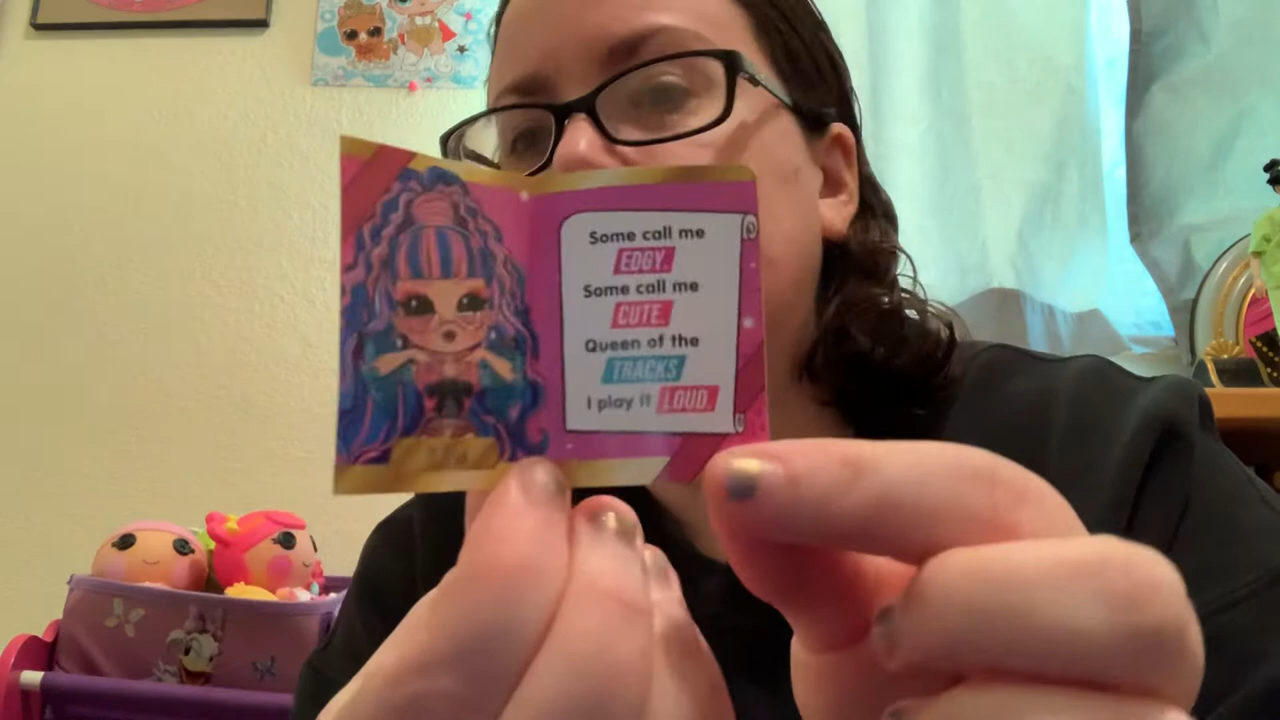 Some call me
EDGY.
Some call me
CUTE.
Queen of the
TRACKS
I play it LOUD.